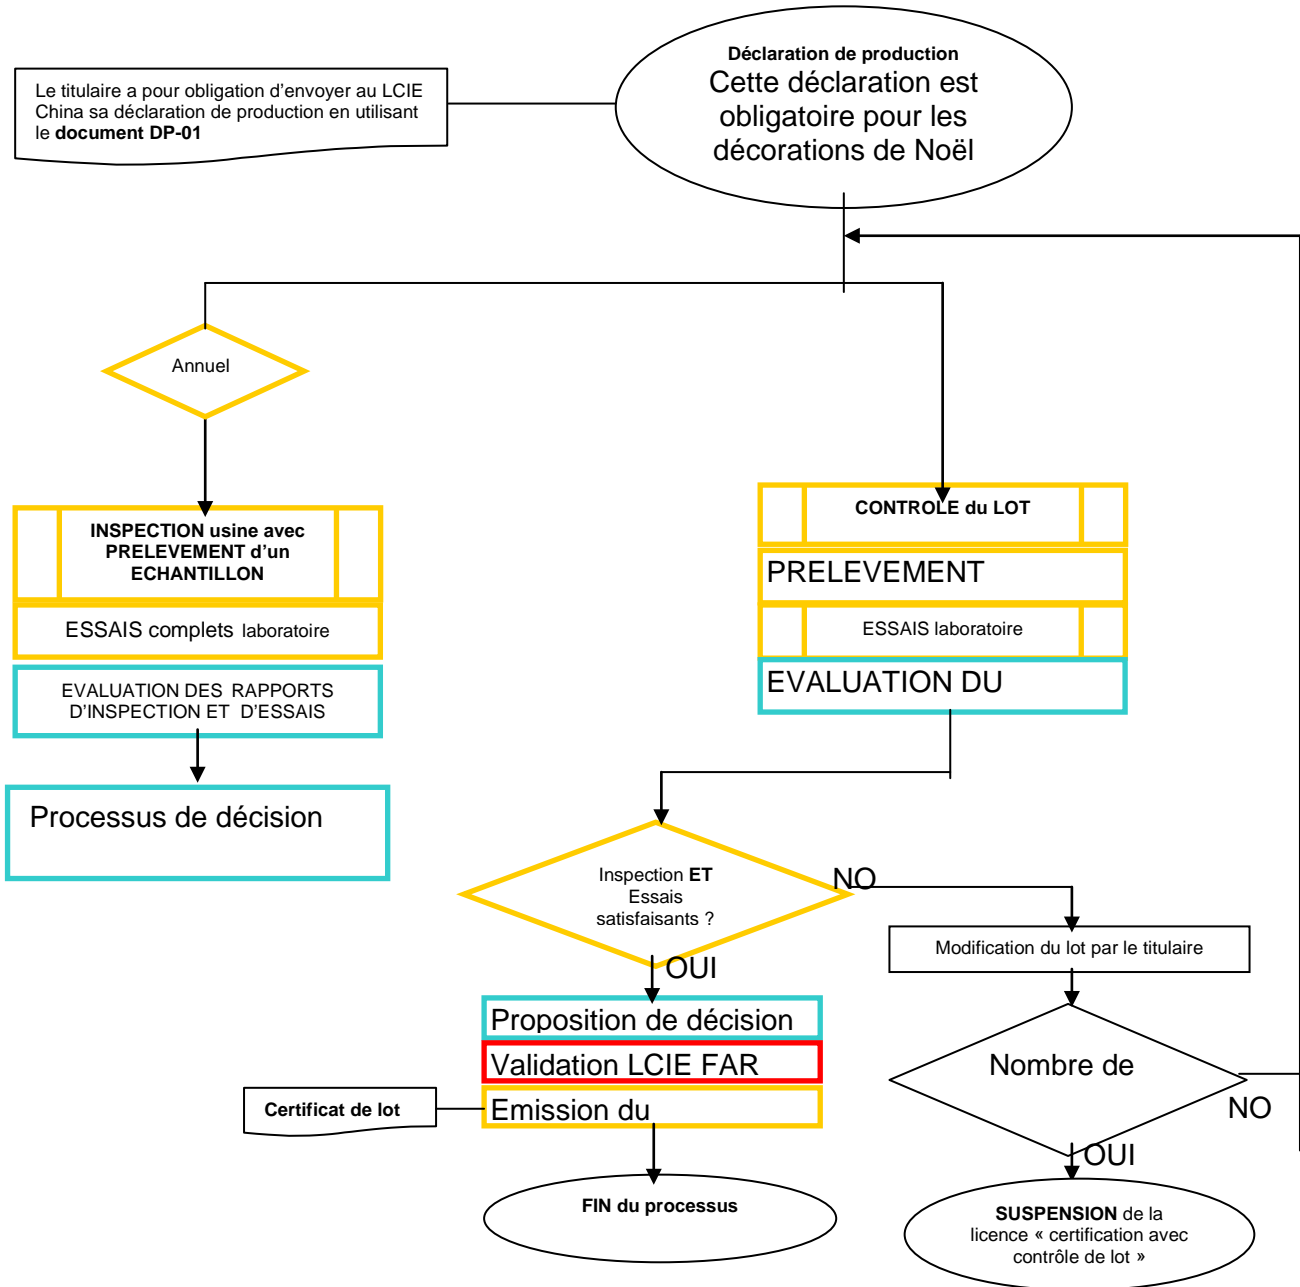 Déclaration de production
Cette déclaration est
obligatoire pour les
décorations de Noël
Le titulaire a pour obligation d'envoyer au LCIE
China sa déclaration de production en utilisant
le document DP-01
Annuel
INSPECTION usine avec
PRELEVEMENT d'un
ECHANTILLON
ESSAIS complets laboratoire
EVALUATION DES RAPPORTS
D'INSPECTION ET D'ESSAIS
Processus de décision
CONTROLE du LOT
PRELEVEMENT
ESSAIS laboratoire
EVALUATION DU
Inspection ET
Essais
satisfaisants ?
NO
OUI
Modification du lot par le titulaire
Proposition de décision
Validation LCIE FAR
Emission du
Certificat de lot
FIN du processus
Nombre de
NO
OUI
SUSPENSION de la
licence « certification avec
contrôle de lot »